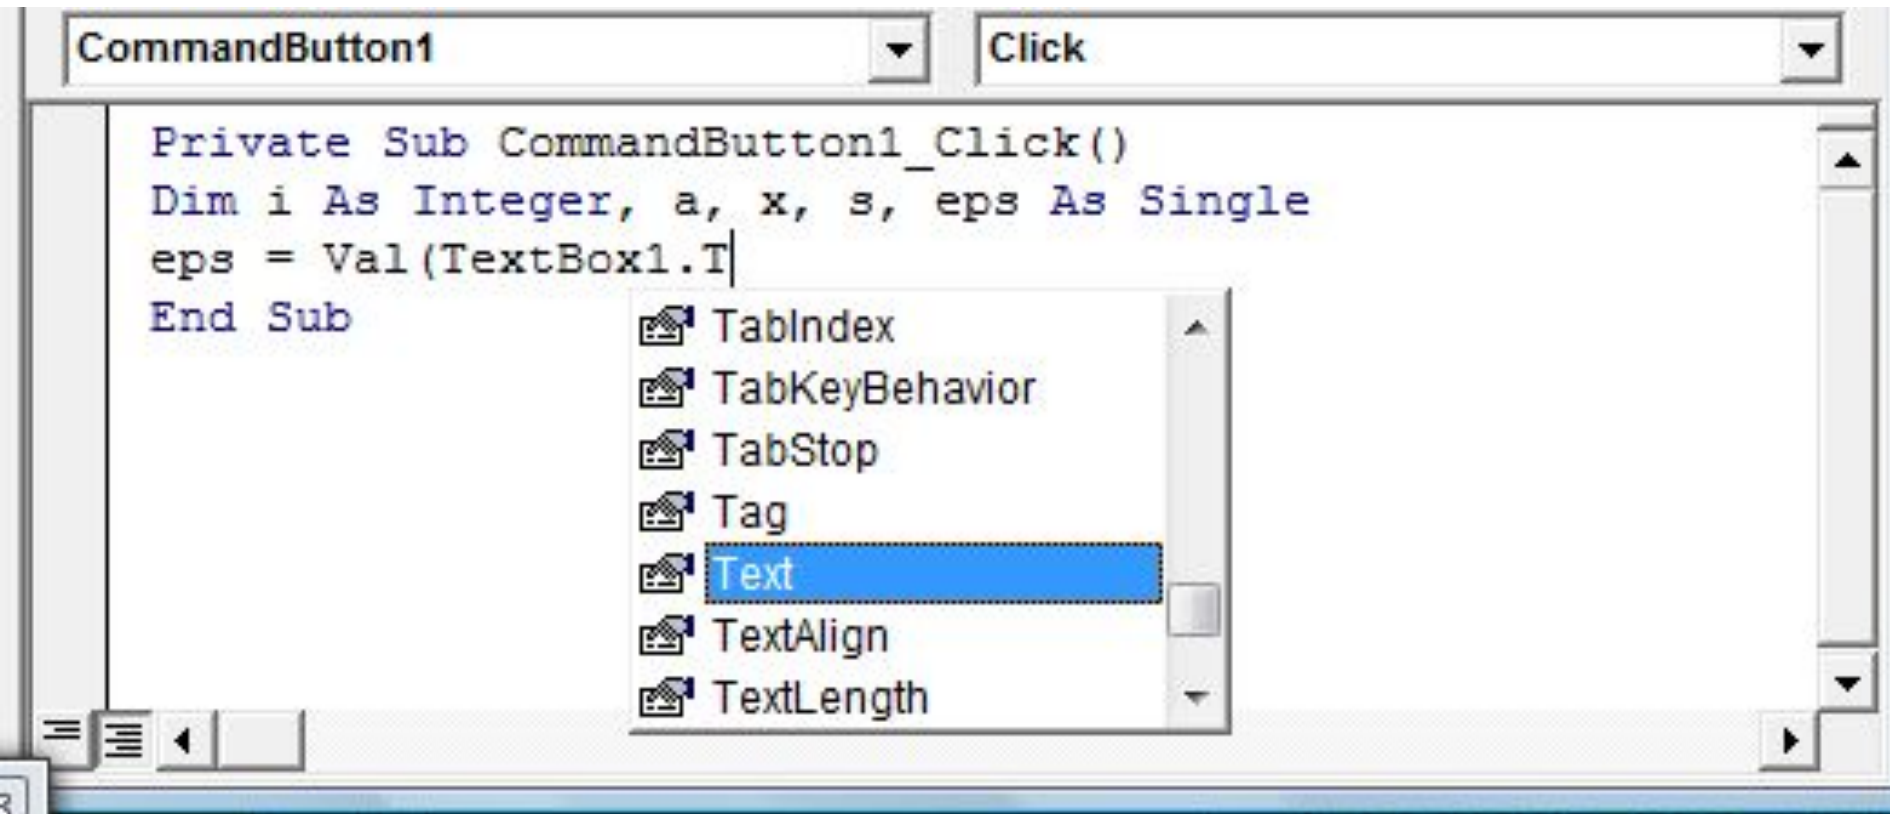 CommandButton1
Click
Private Sub CommandButton1_Click()
Dim i As Integer, a, x, s, eps As Single
eps = Val(TextBox1.T
End Sub
TabIndex
TabKeyBehavior
TabStop
Tag
Text
TextAlign
TextLength